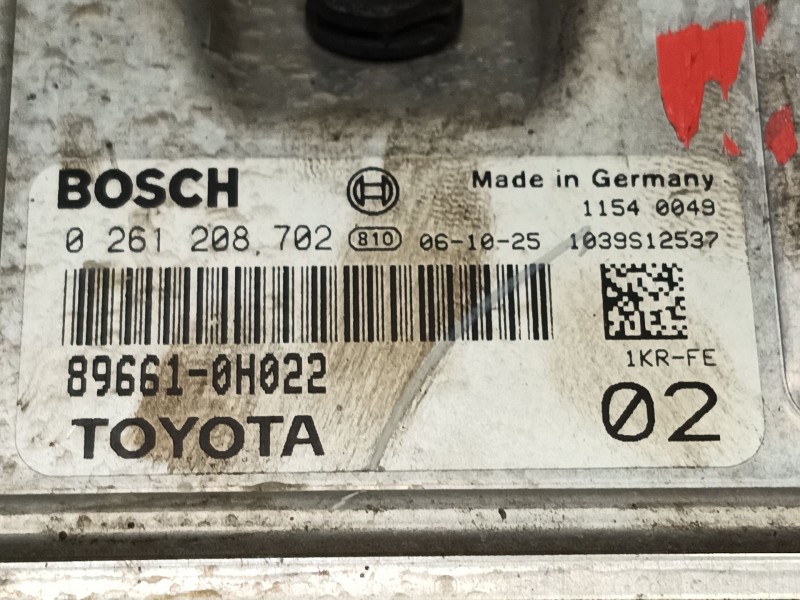 BOSCH Made in Germany
1154 0049
0 261 208 702 810 06-10-25 1039S12537
89661-0H022 1KR-FE
TOYOTA 02